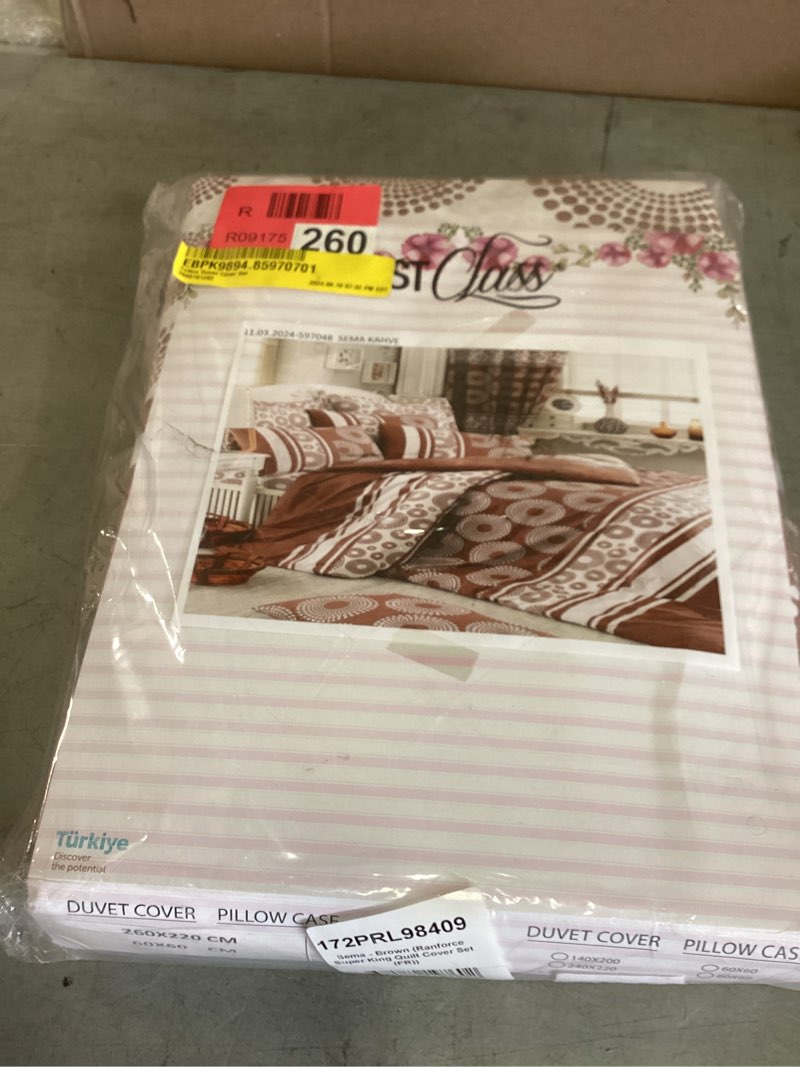 R
R09175 260
EBPK9894.85970701
ST Class
11.03.2024-597048 SEMA KAHVE
Türkiye
Discover
the potential
DUVET COVER PILLOW CASE
260X220 CM
60X60 CM
172PRL98409
Sema - Brown (Ranforce
Super King Quilt Cover Set
(FR))
DUVET COVER PILLOW CAS
140X200
240X220
60X60